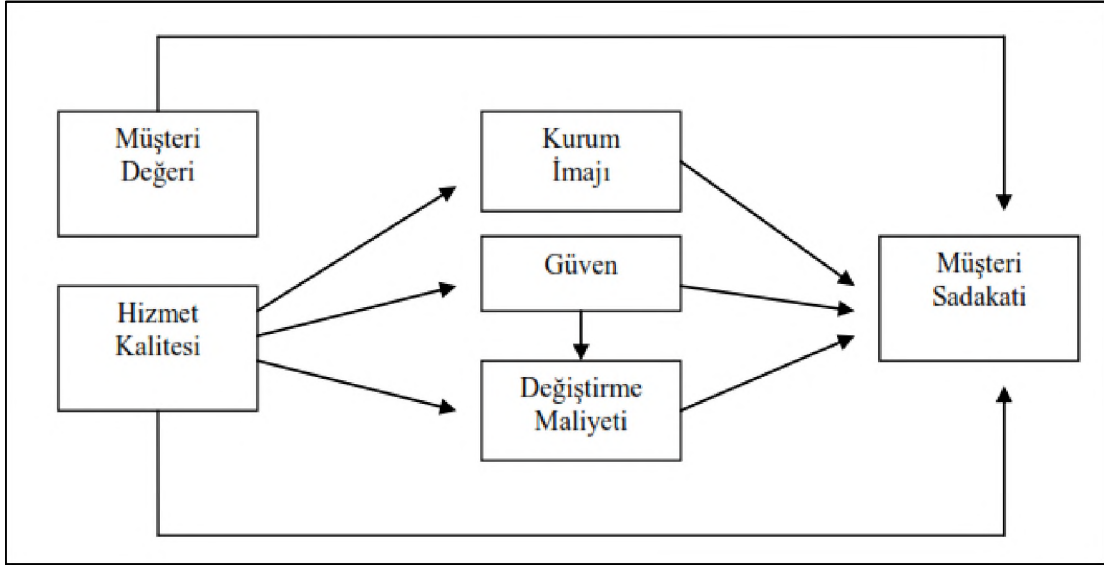 Müşteri
Değeri
Hizmet
Kalitesi
Kurum
İmajı
Güven
Değiştirme
Maliyeti
Müşteri
Sadakati